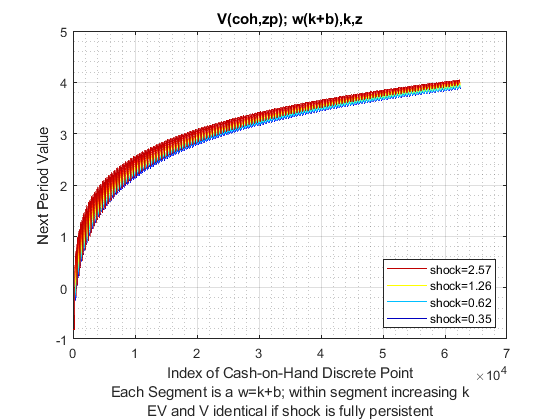 V(coh,zp); w(k+b),k,z
5
4
3
2
1
0
-1
Next Period Value
shock=2.57
shock=1.26
shock=0.62
shock=0.35
0 1 2 3 4 5 6 7
×10^4
Index of Cash-on-Hand Discrete Point
Each Segment is a w=k+b; within segment increasing k
EV and V identical if shock is fully persistent